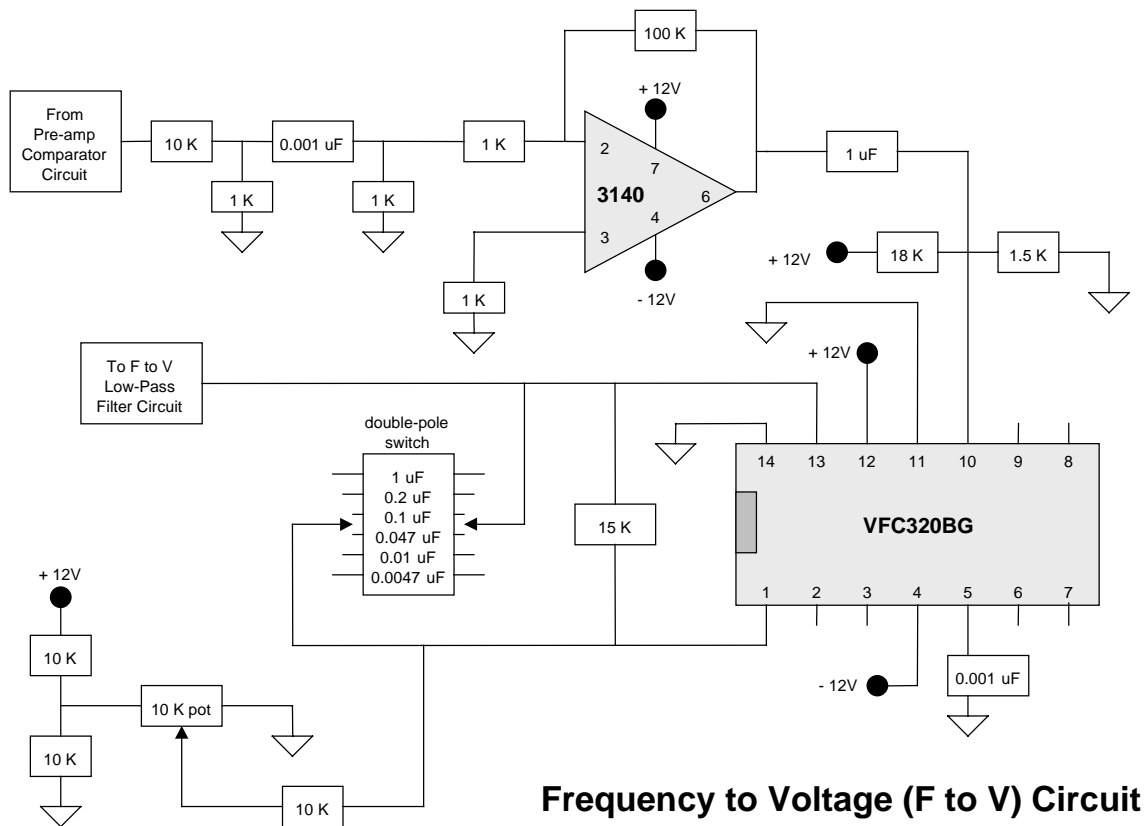 100 K
+ 12V
From
Pre-amp
Comparator
Circuit
10 K
0.001 uF
1 K
2
7
3140
6
4
3
1 uF
1 K
1 K
+ 12V
18 K
1.5 K
- 12V
1 K
To F to V
Low-Pass
Filter Circuit
+ 12V
double-pole
switch
1 uF
0.2 uF
0.1 uF
0.047 uF
0.01 uF
0.0047 uF
15 K
14
13
12
11
10
9
8
VFC320BG
1
2
3
4
5
6
7
- 12V
0.001 uF
+ 12V
10 K
10 K pot
10 K
10 K
Frequency to Voltage (F to V) Circuit